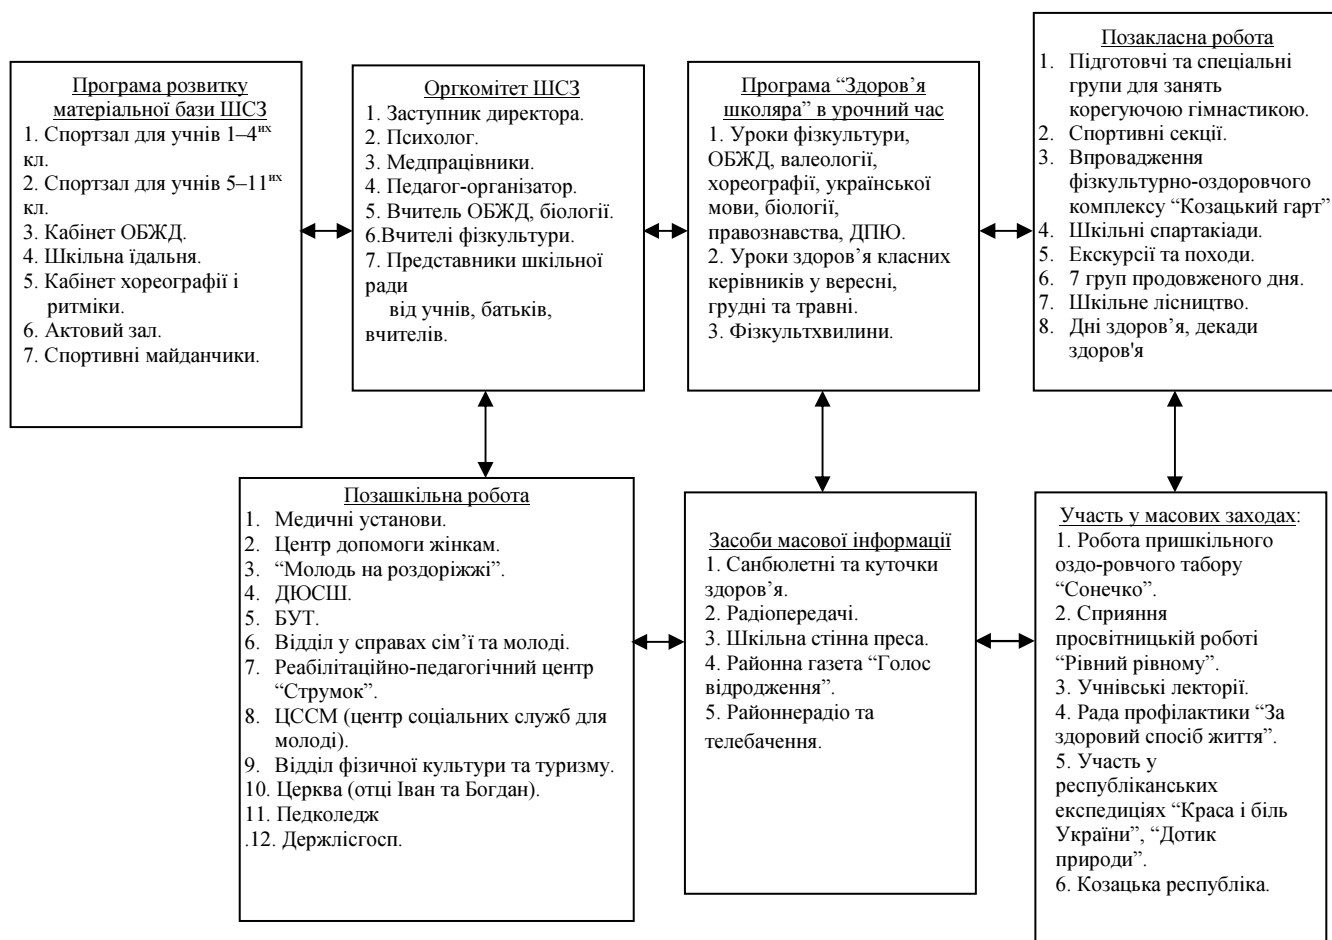 Програма розвитку
матеріальної бази ШСЗ
1. Спортзал для учнів 1–4их
кл.
2. Спортзал для учнів 5–11их
кл.
3. Кабінет ОБЖД.
4. Шкільна їдальня.
5. Кабінет хореографії і
ритміки.
6. Актовий зал.
7. Спортивні майданчики.
Оргкомітет ШСЗ
1. Заступник директора.
2. Психолог.
3. Медпрацівники.
4. Педагог-організатор.
5. Вчитель ОБЖД, біології.
6.Вчителі фізкультури.
7. Представники шкільної
ради
від учнів, батьків,
вчителів.
Програма “Здоров’я
школяра” в урочний час
1. Уроки фізкультури,
ОБЖД, валеології,
хореографії, української
мови, біології,
правознавства, ДПЮ.
2. Уроки здоров’я класних
керівників у вересні,
грудні та травні.
3. Фізкультхвилини.
Позакласна робота
1. Підготовчі та спеціальні
групи для занять
корегуючою гімнастикою.
2. Спортивні секції.
3. Впровадження
фізкультурно-оздоровчого
комплексу “Козацький гарт”
4. Шкільні спартакіади.
5. Екскурсії та походи.
6. 7 груп продовженого дня.
7. Шкільне лісництво.
8. Дні здоров’я, декади
здоров'я
Позашкільна робота
1. Медичні установи.
2. Центр допомоги жінкам.
3. “Молодь на роздоріжжі”.
4. ДЮСШ.
5. БУТ.
6. Відділ у справах сім’ї та молоді.
7. Реабілітаційно-педагогічний центр
“Струмок”.
8. ЦССМ (центр соціальних служб для
молоді).
9. Відділ фізичної культури та туризму.
10. Церква (отці Іван та Богдан).
11. Педколедж
.12. Держлісгосп.
Засоби масової інформації
1. Санбюлетні та куточки
здоров’я.
2. Радіопередачі.
3. Шкільна стінна преса.
4. Районна газета “Голос
відродження”.
5. Районнерадіо та
телебачення.
Участь у масових заходах:
1. Робота пришкільного
оздо-ровчого табору
“Сонечко”.
2. Сприяння
просвітницькій роботі
“Рівний рівному”.
3. Учнівські лекторії.
4. Рада профілактики “За
здоровий спосіб життя”.
5. Участь у
республіканських
експедиціях “Краса і біль
України”, “Дотик
природи”.
6. Козацька республіка.